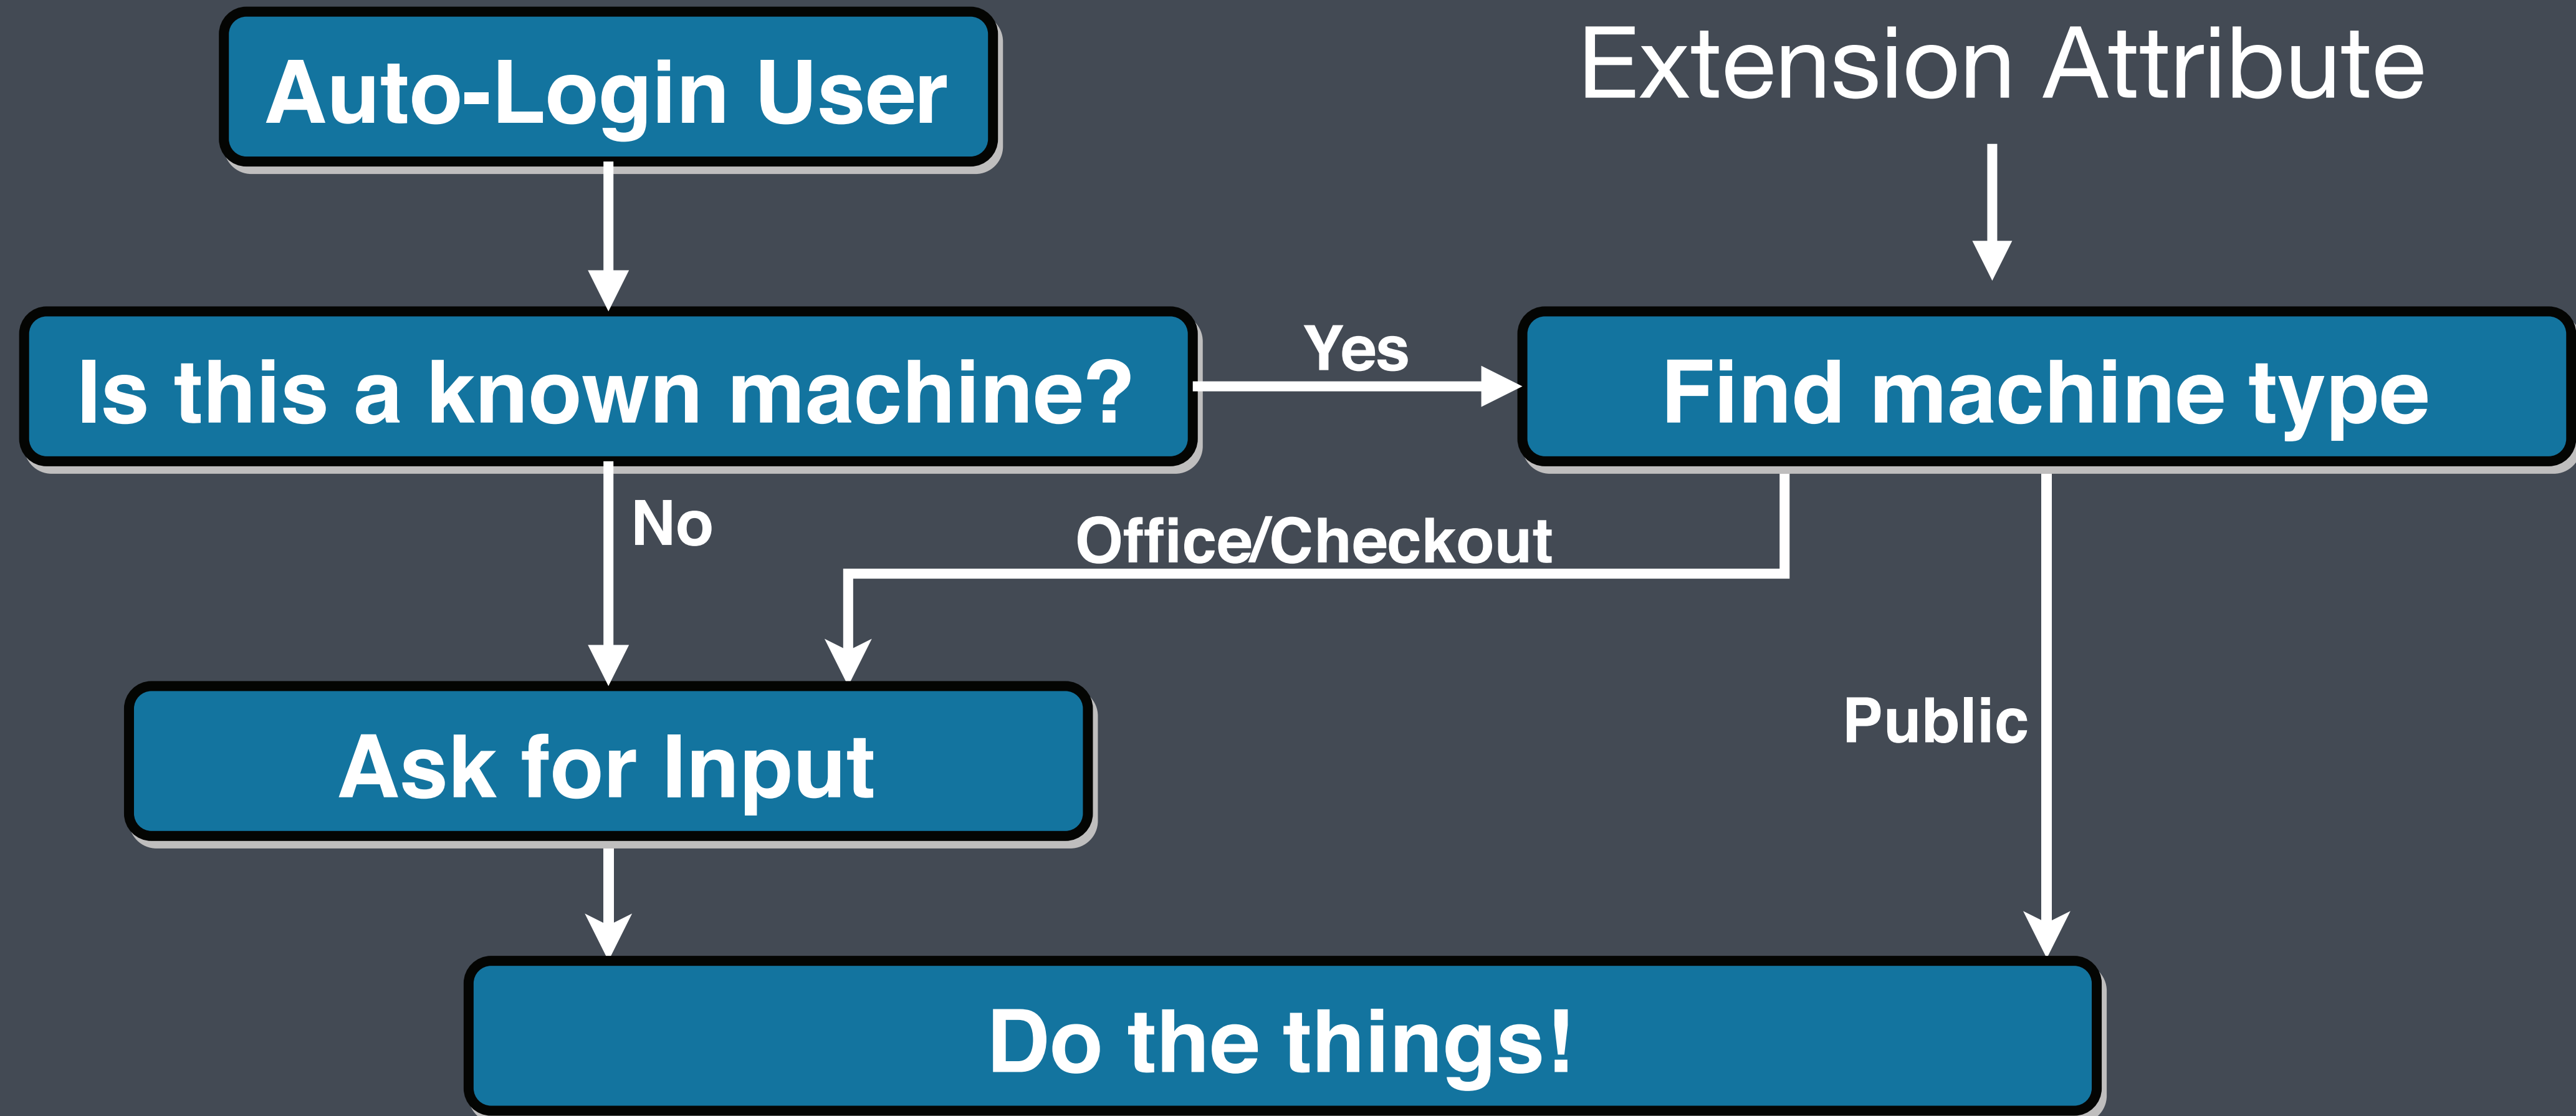 Auto-Login User
Extension Attribute
Is this a known machine?
Yes
Find machine type
No
Office/Checkout
Public
Ask for Input
Do the things!